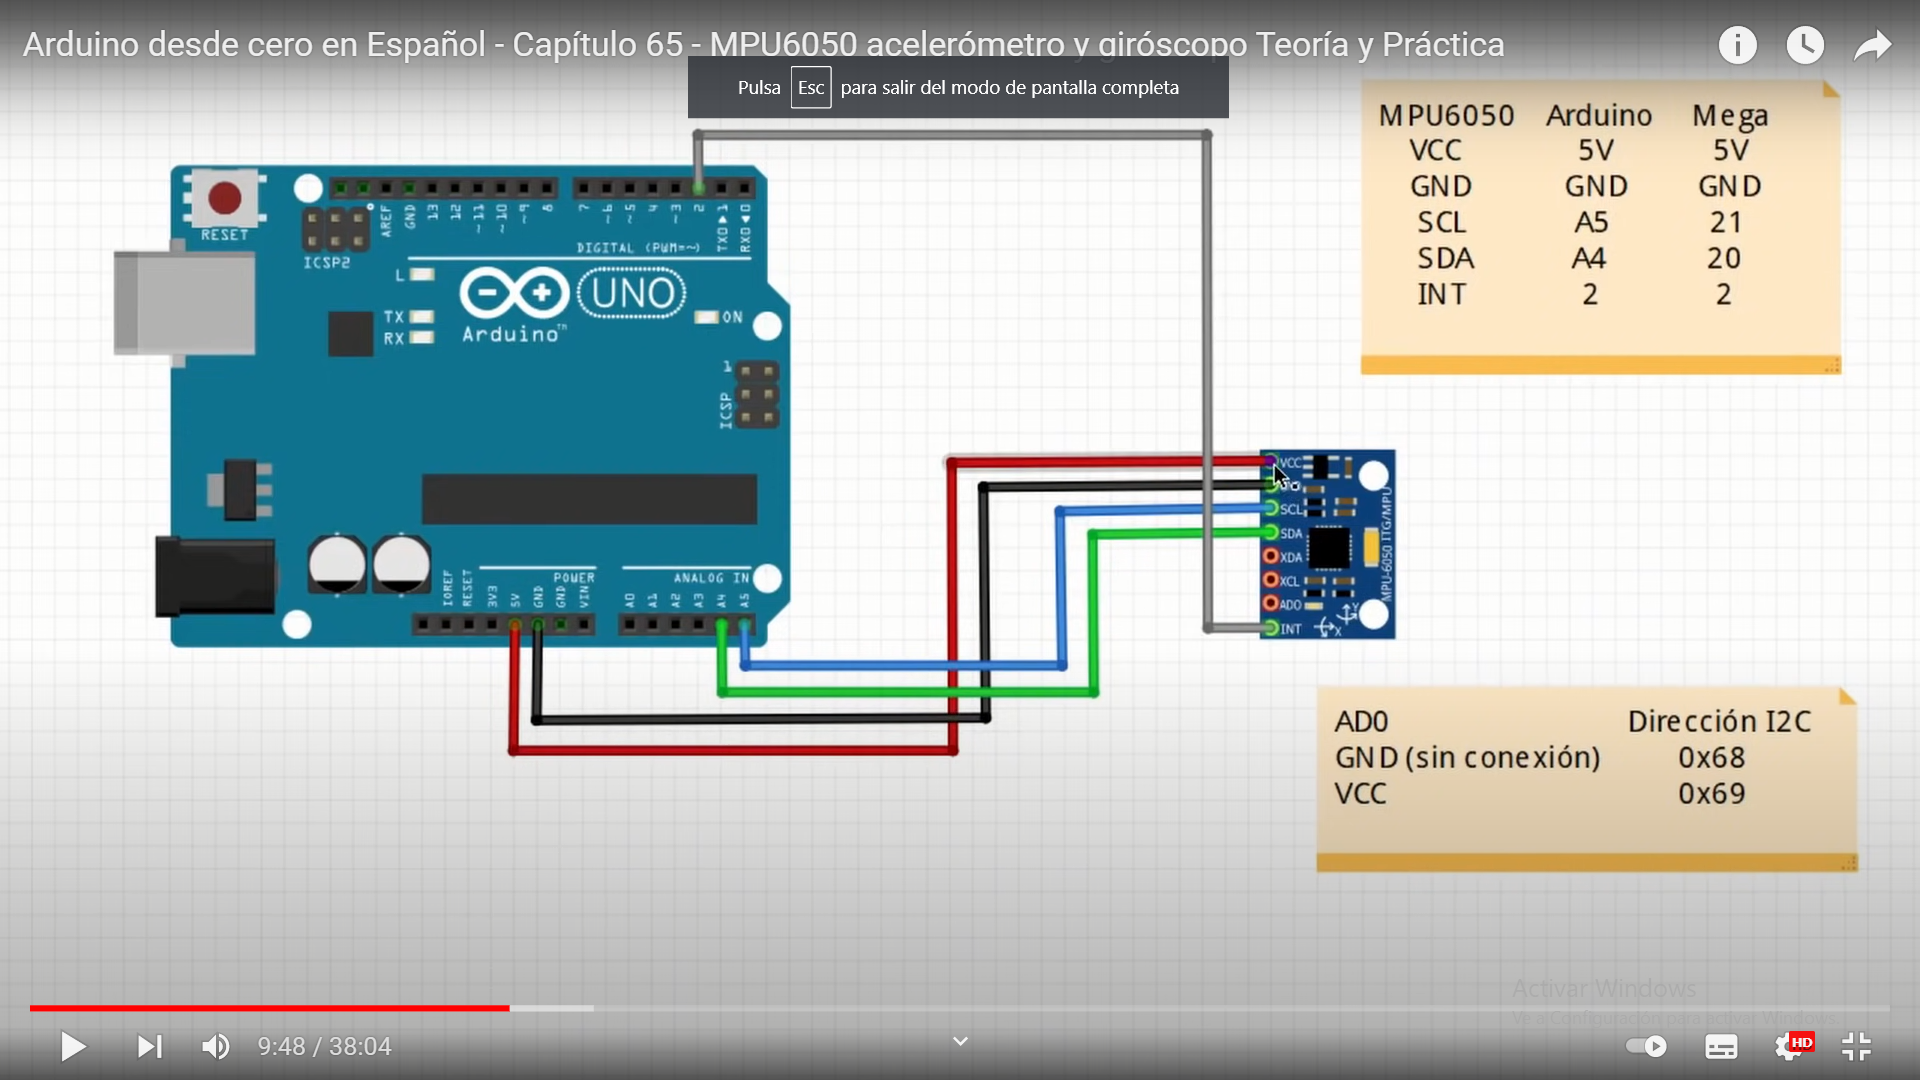 Arduino desde cero en Español - Capítulo 65 - MPU6050 acelerómetro y giróscopo Teoría y Práctica
Pulsa Esc para salir del modo de pantalla completa
MPU6050 Arduino Mega
VCC 5V 5V
GND GND GND
SCL A5 21
SDA A4 20
INT 2 2
RESET
ICSP2
AREF
GND
13
12
~11
~10
~9
8
7
~6
~5
4
~3
2
TX0▶1
RX0◀0
DIGITAL (PWM=~)
L
TX
RX
UNO
Arduino™
ON
1
ICSP
IOREF
RESET
3V3
5V
GND
GND
VIN
POWER
ANALOG IN
A0
A1
A2
A3
A4
A5
VCC
SCL
SDA
XDA
XCL
ADO
INT
MPU-6050 ITG/MPU
Y
X
AD0 Dirección I2C
GND (sin conexión) 0x68
VCC 0x69
Activar Windows
Ve a Configuración para activar Windows.
9:48 / 38:04
HD